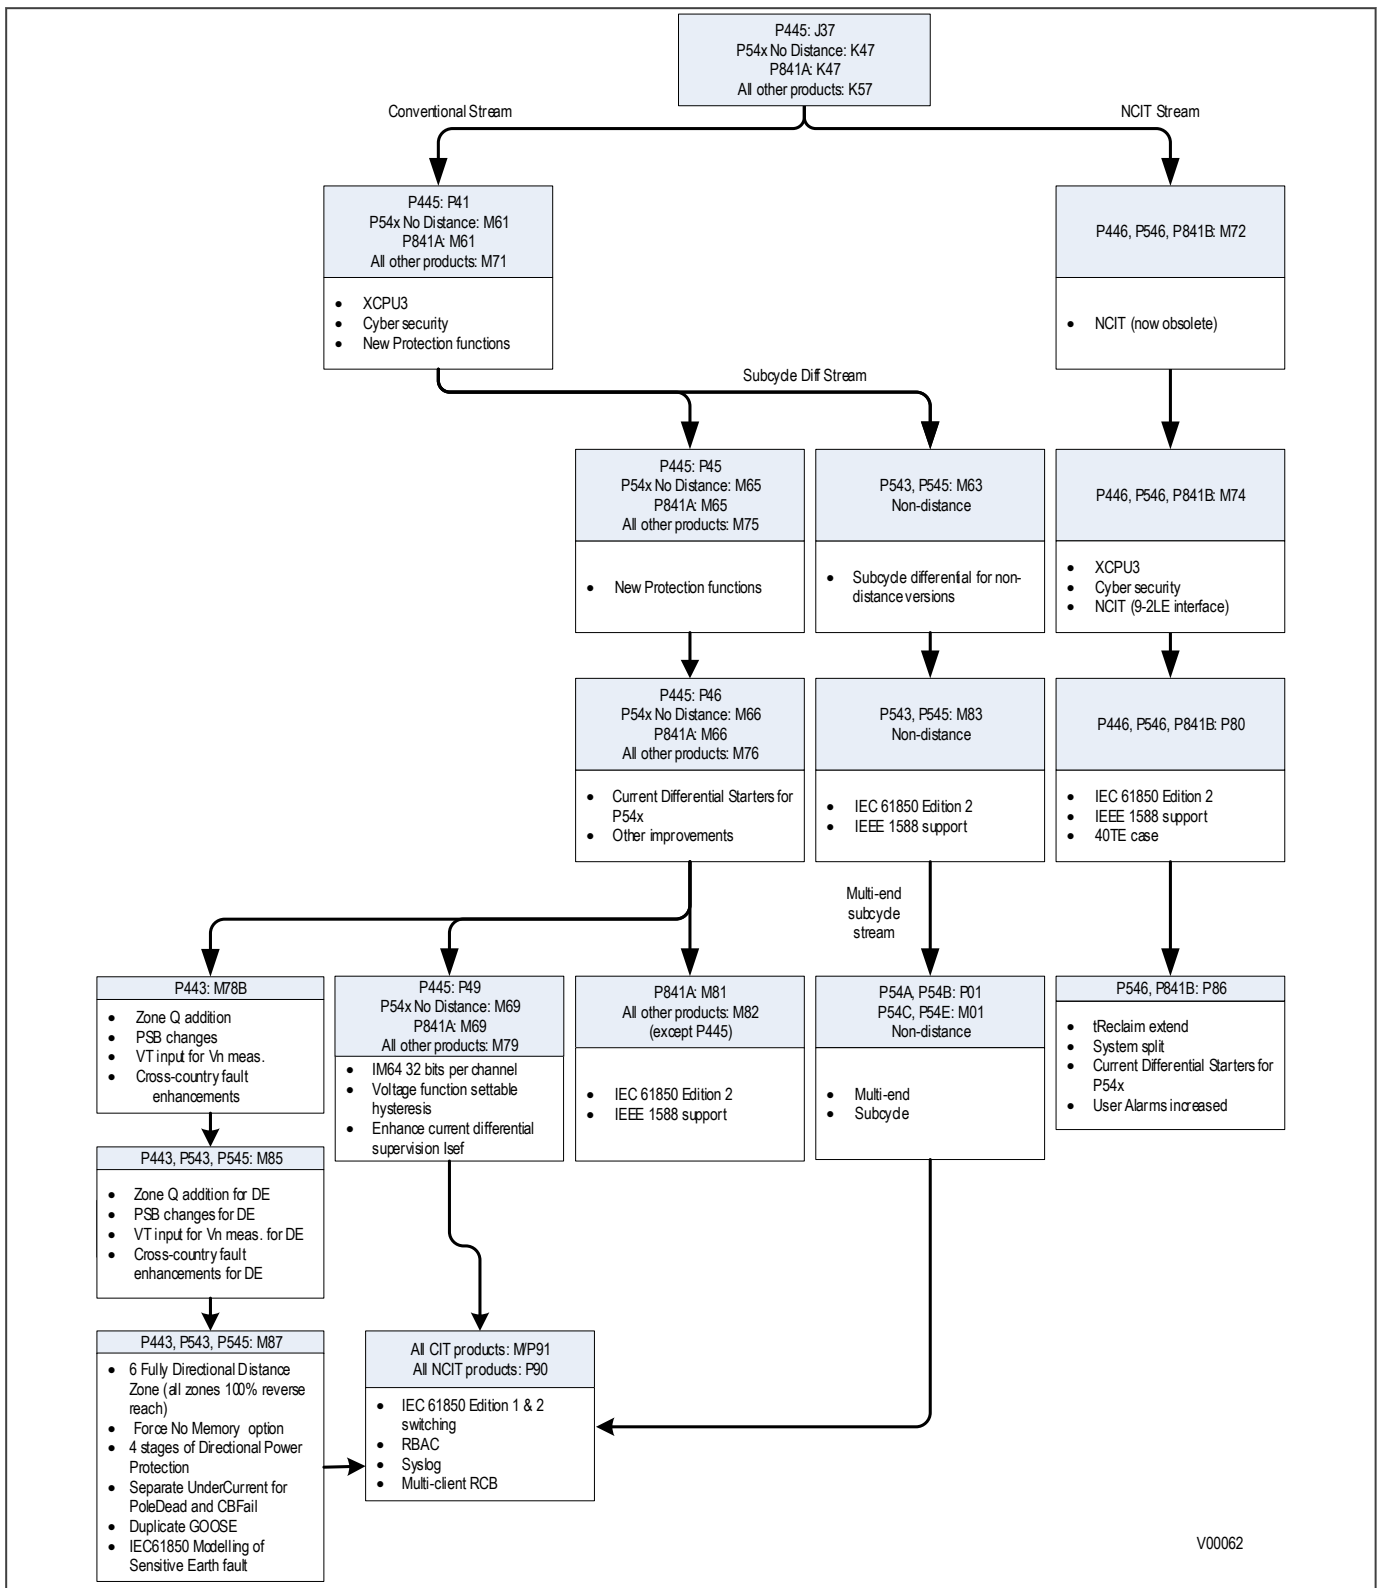 P445: J37
P54x No Distance: K47
P841A: K47
All other products: K57
Conventional Stream
NCIT Stream
P445: P41
P54x No Distance: M61
P841A: M61
All other products: M71
• XCPU3
• Cyber security
• New Protection functions
P446, P546, P841B: M72
• NCIT (now obsolete)
Subcycle Diff Stream
P445: P45
P54x No Distance: M65
P841A: M65
All other products: M75
• New Protection functions
P543, P545: M63
Non-distance
• Subcycle differential for non-
distance versions
P446, P546, P841B: M74
• XCPU3
• Cyber security
• NCIT (9-2LE interface)
P445: P46
P54x No Distance: M66
P841A: M66
All other products: M76
• Current Differential Starters for
P54x
• Other improvements
P543, P545: M83
Non-distance
• IEC 61850 Edition 2
• IEEE 1588 support
P446, P546, P841B: P80
• IEC 61850 Edition 2
• IEEE 1588 support
• 40TE case
Multi-end
subcycle
stream
P443: M78B
• Zone Q addition
• PSB changes
• VT input for Vn meas.
• Cross-country fault
enhancements
P445: P49
P54x No Distance: M69
P841A: M69
All other products: M79
• IM64 32 bits per channel
• Voltage function settable
hysteresis
• Enhance current differential
supervision Isef
P841A: M81
All other products: M82
(except P445)
• IEC 61850 Edition 2
• IEEE 1588 support
P54A, P54B: P01
P54C, P54E: M01
Non-distance
• Multi-end
• Subcycle
P546, P841B: P86
• tReclaim extend
• System split
• Current Differential Starters for
P54x
• User Alarms increased
P443, P543, P545: M85
• Zone Q addition for DE
• PSB changes for DE
• VT input for Vn meas. for DE
• Cross-country fault
enhancements for DE
P443, P543, P545: M87
• 6 Fully Directional Distance
Zone (all zones 100% reverse
reach)
• Force No Memory option
• 4 stages of Directional Power
Protection
• Separate UnderCurrent for
PoleDead and CBFail
• Duplicate GOOSE
• IEC61850 Modelling of
Sensitive Earth fault
All CIT products: M/P91
All NCIT products: P90
• IEC 61850 Edition 1 & 2
switching
• RBAC
• Syslog
• Multi-client RCB
V00062